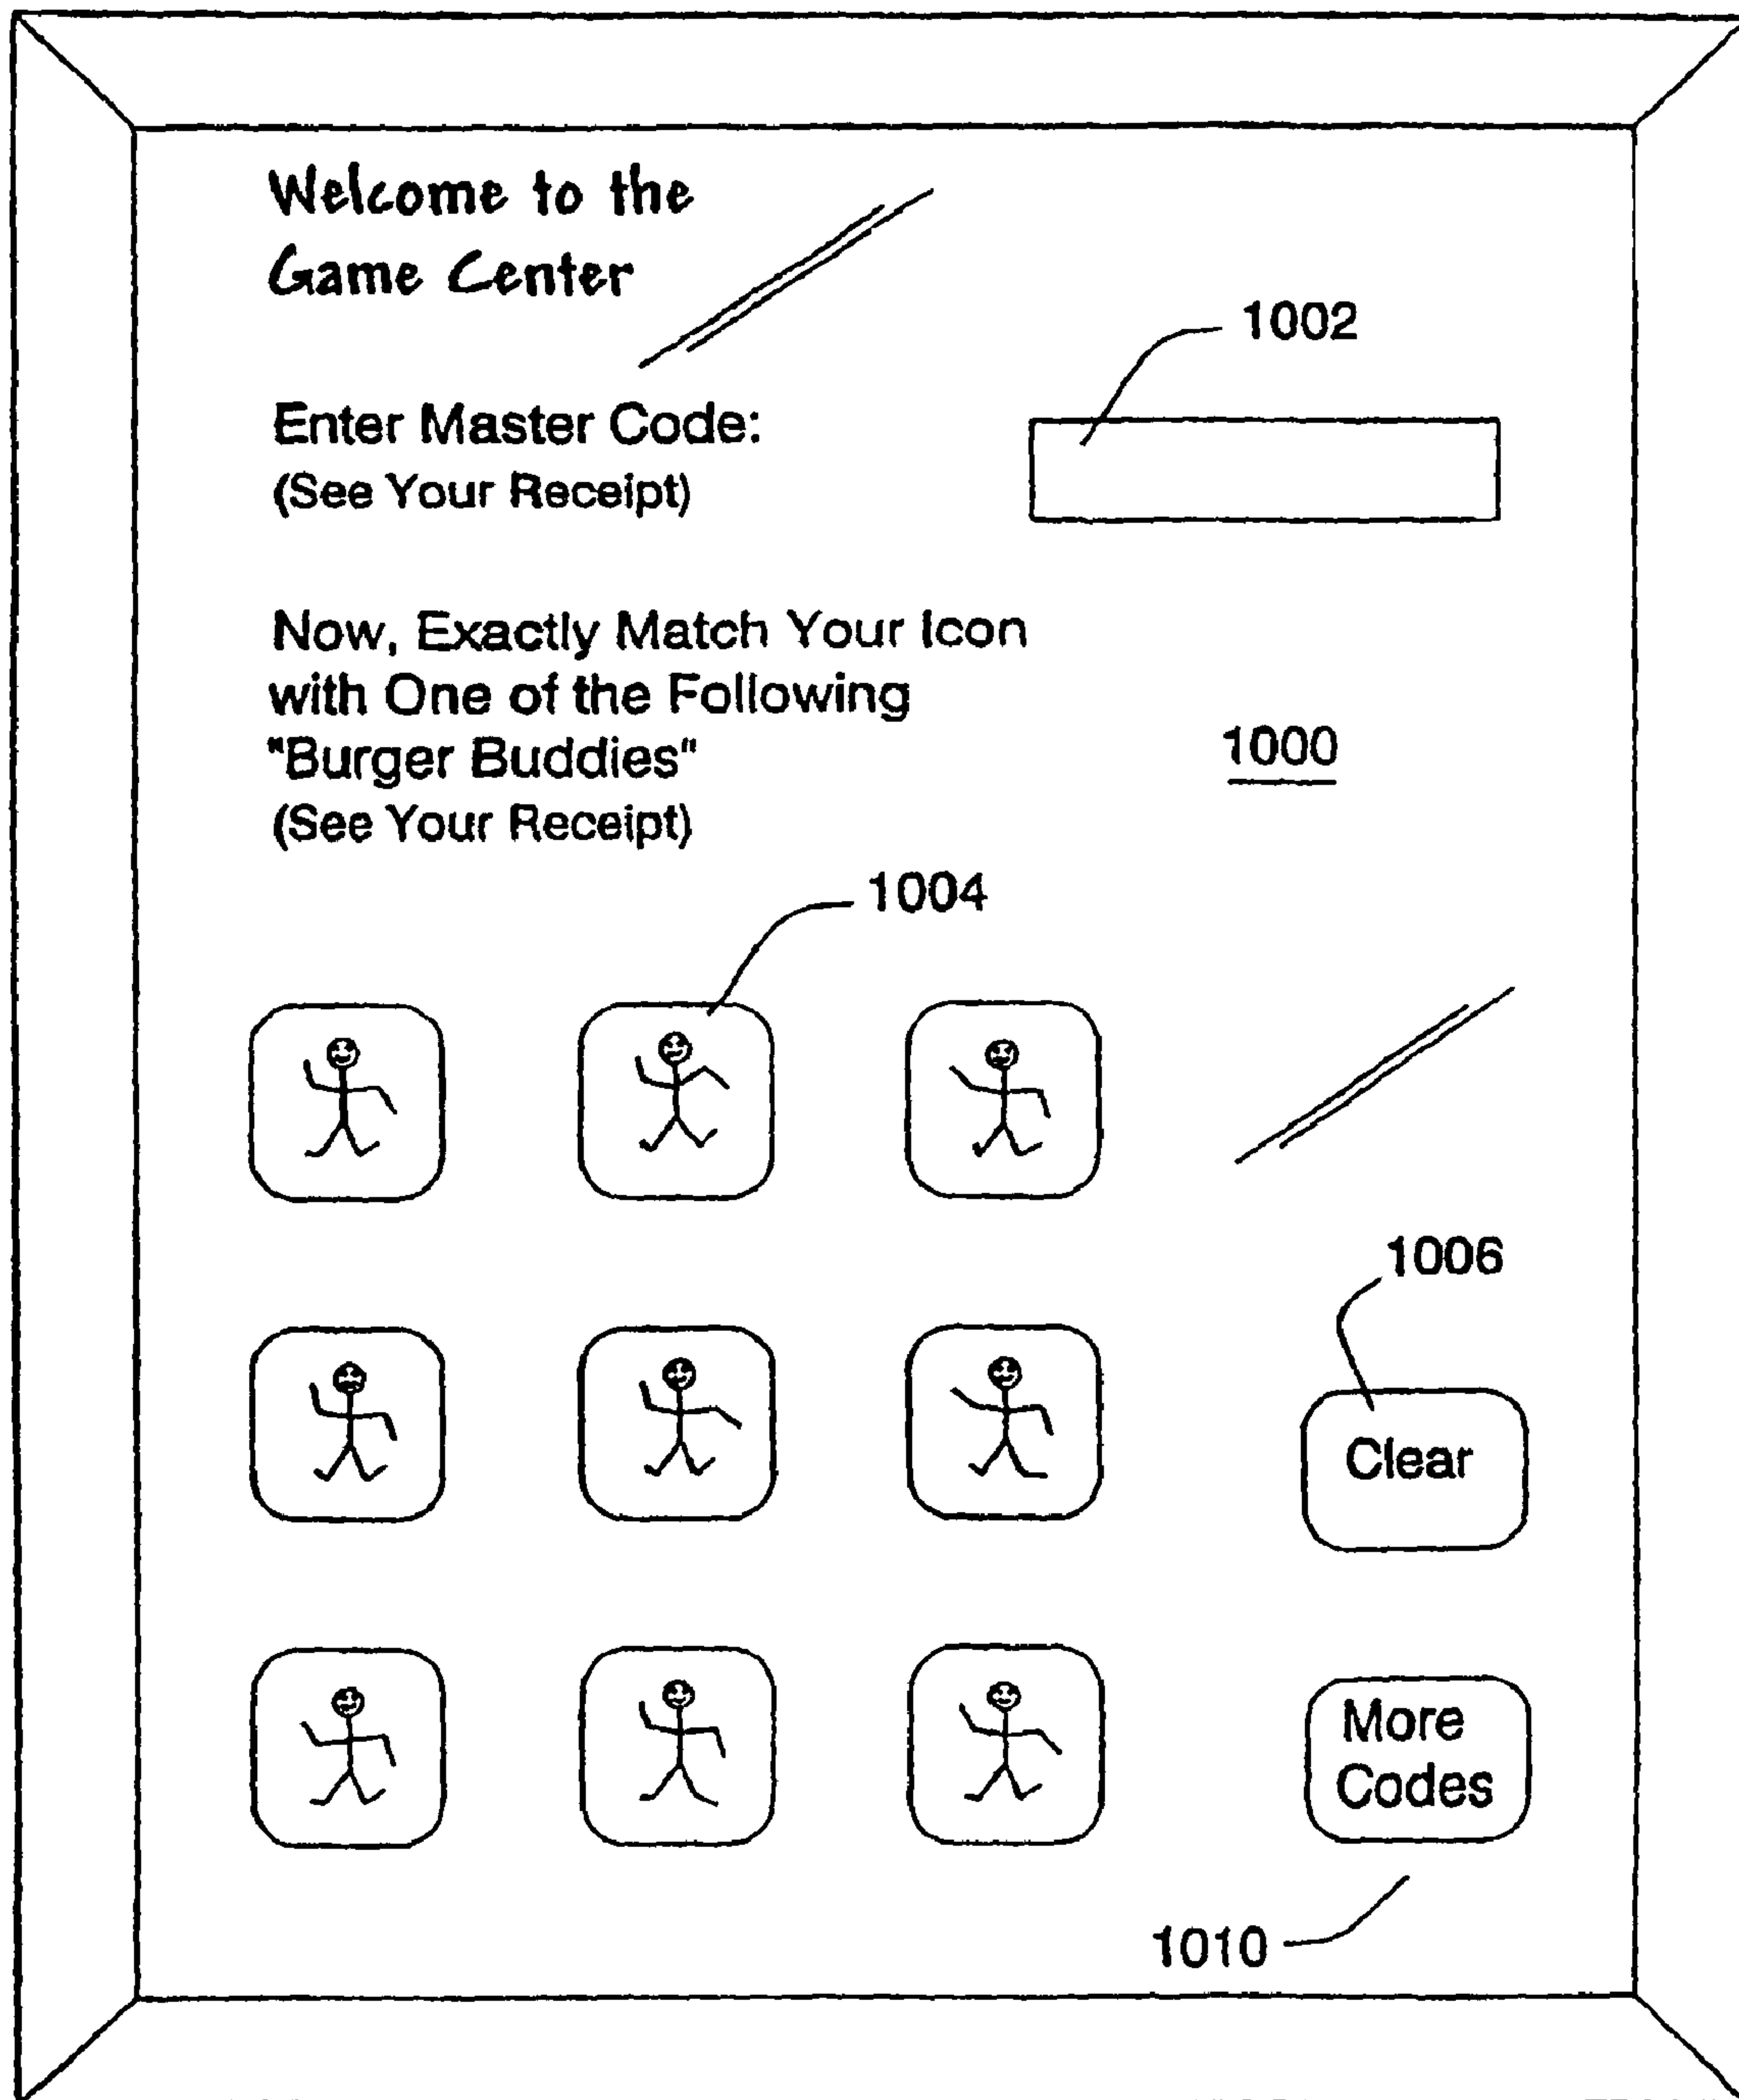 Welcome to the
Game Center
1002
Enter Master Code:
(See Your Receipt)
Now, Exactly Match Your Icon
with One of the Following
"Burger Buddies"
(See Your Receipt)
1000
1004
1006
Clear
More
Codes
1010